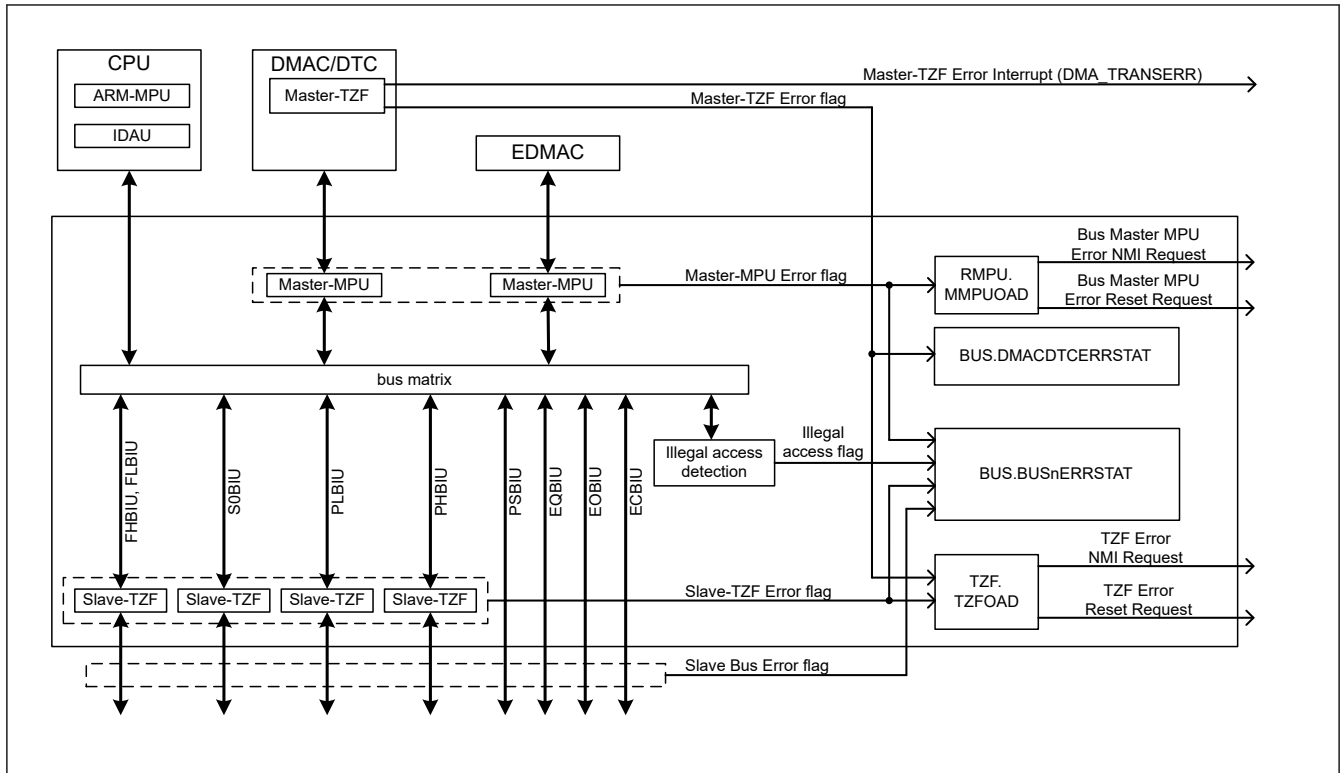 CPU
ARM-MPU
IDAU
DMAC/DTC
Master-TZF
EDMAC
Master-TZF Error Interrupt (DMA_TRANSERR)
Master-TZF Error flag
Master-MPU
Master-MPU
Master-MPU Error flag
RMPU.
MMPUOAD
Bus Master MPU
Error NMI Request
Bus Master MPU
Error Reset Request
BUS.DMACDTCERRSTAT
bus matrix
FHBIU, FLBIU
S0BIU
PLBIU
PHBIU
PSBIU
EQBIU
EOBIU
ECBIU
Illegal access
detection
Illegal
access flag
BUS.BUSnERRSTAT
Slave-TZF
Slave-TZF
Slave-TZF
Slave-TZF
Slave-TZF Error flag
TZF.
TZFOAD
TZF Error
NMI Request
TZF Error
Reset Request
Slave Bus Error flag